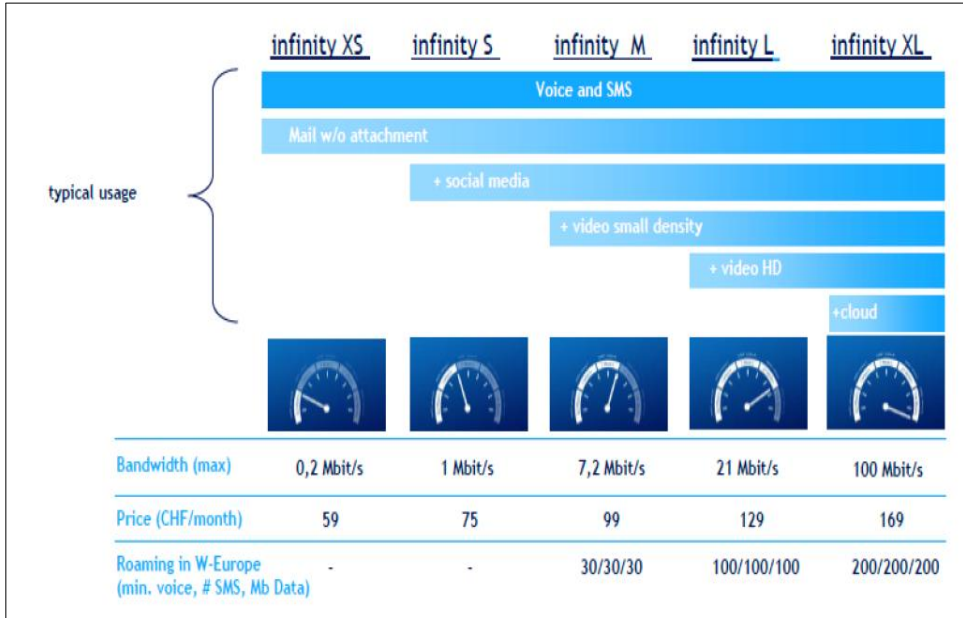 infinity XS infinity S infinity M infinity L infinity XL
Voice and SMS
Mail w/o attachment
+ social media
typical usage
+ video small density
+ video HD
+cloud
Bandwidth (max) 0,2 Mbit/s 1 Mbit/s 7,2 Mbit/s 21 Mbit/s 100 Mbit/s
Price (CHF/month) 59 75 99 129 169
Roaming in W-Europe - - 30/30/30 100/100/100 200/200/200
(min. voice, # SMS, Mb Data)